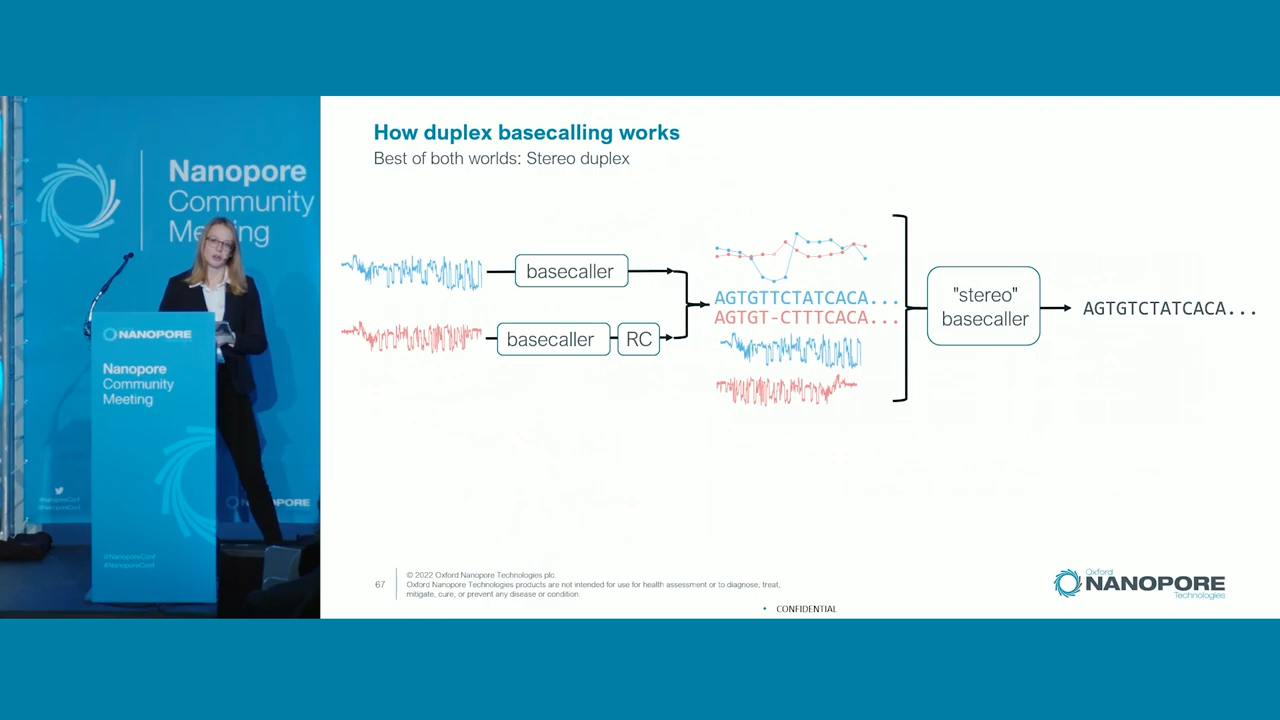 Nanopore
Community
Meeting
NANOPORE
Nanopore
Community
Meeting
@NanoporeConf
#NanoporeConf
How duplex basecalling works
Best of both worlds: Stereo duplex
basecaller
basecaller
RC
AGTGTTCTATCACA...
AGTGT-CTTTCACA...
"stereo"
basecaller
AGTGTCTATCACA...
67
© 2022 Oxford Nanopore Technologies plc.
Oxford Nanopore Technologies products are not intended for use for health assessment or to diagnose, treat,
mitigate, cure, or prevent any disease or condition.
• CONFIDENTIAL
Oxford
NANOPORE
Technologies